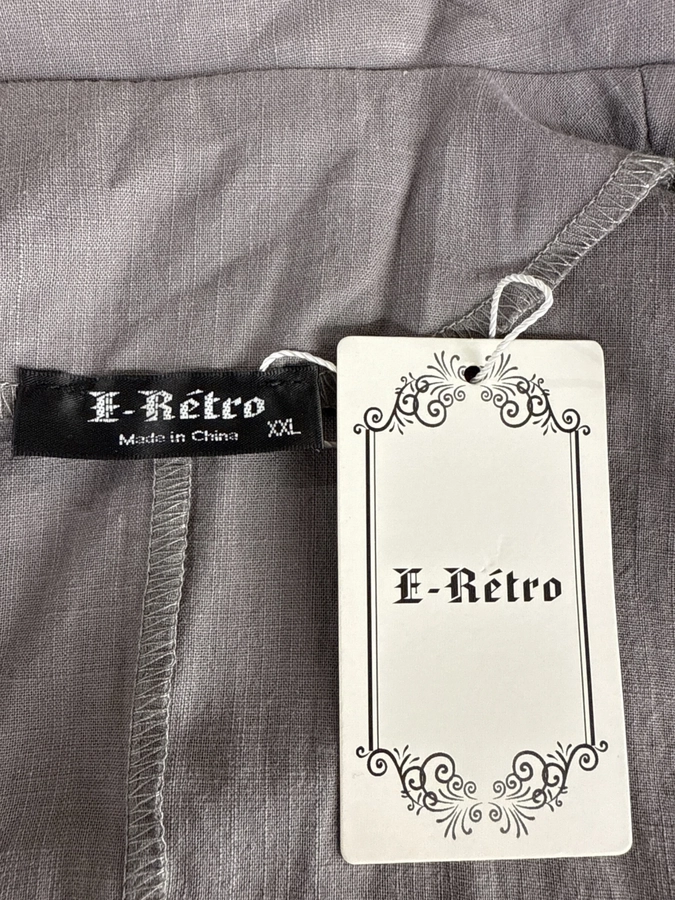 E-Rétro
Made in China
XXL
E-Rétro